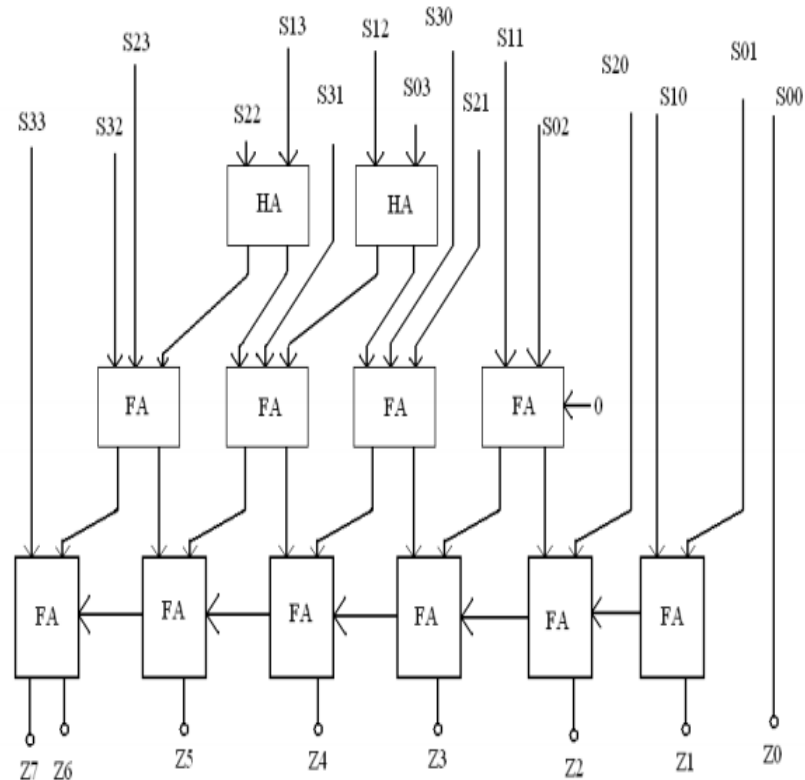 S33 S32 S23 S22 S13 S31 S12 S03 S30 S21 S11 S02 S20 S10 S01 S00
HA HA
FA FA FA FA 0
FA FA FA FA FA FA
Z7 Z6 Z5 Z4 Z3 Z2 Z1 Z0